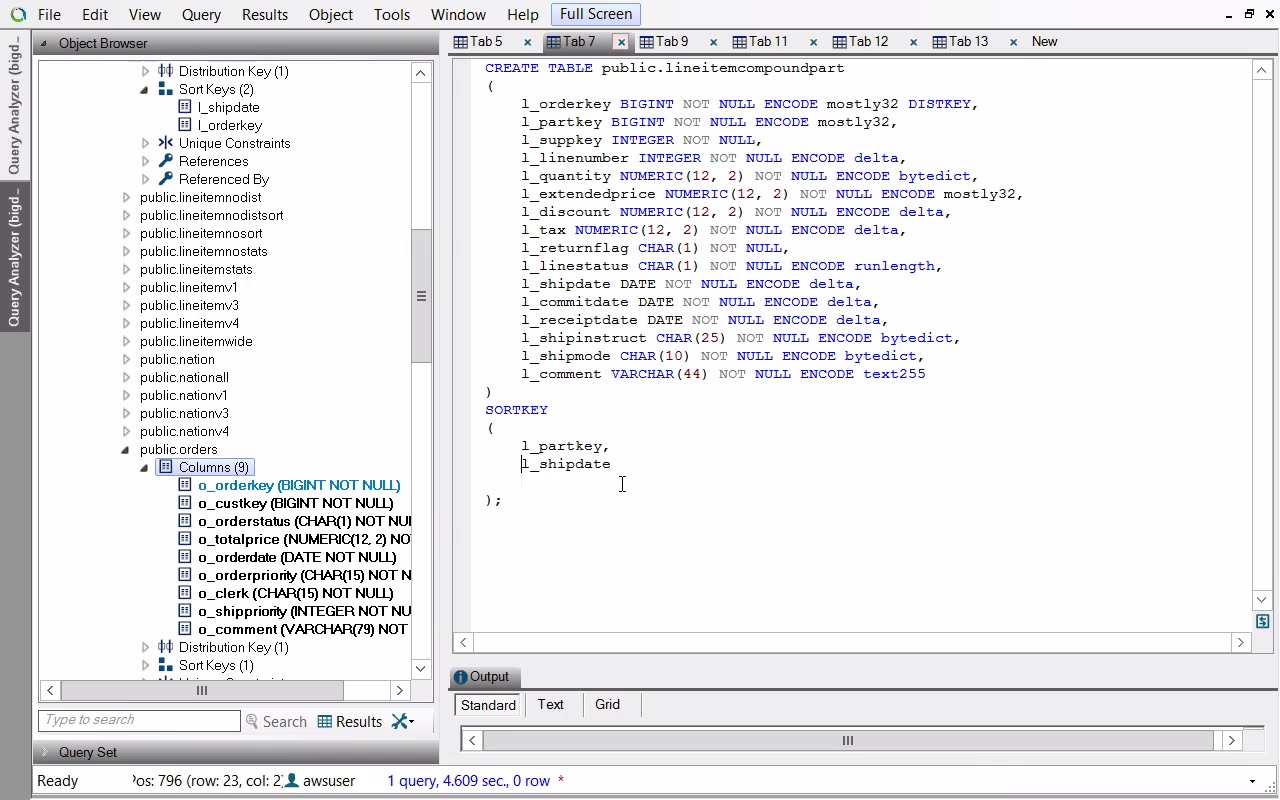 File Edit View Query Results Object Tools Window Help Full Screen
Query Analyzer (bigd_
Query Analyzer (bigd_
Object Browser
Distribution Key (1)
Sort Keys (2)
l_shipdate
l_orderkey
Unique Constraints
References
Referenced By
public.lineitemnodist
public.lineitemnodistsort
public.lineitemnosort
public.lineitemnostats
public.lineitemstats
public.lineitemv1
public.lineitemv3
public.lineitemv4
public.lineitemwide
public.nation
public.nationall
public.nationv1
public.nationv3
public.nationv4
public.orders
Columns (9)
o_orderkey (BIGINT NOT NULL)
o_custkey (BIGINT NOT NULL)
o_orderstatus (CHAR(1) NOT NUI
o_totalprice (NUMERIC(12, 2) NO
o_orderdate (DATE NOT NULL)
o_orderpriority (CHAR(15) NOT N
o_clerk (CHAR(15) NOT NULL)
o_shippriority (INTEGER NOT NU
o_comment (VARCHAR(79) NOT
Distribution Key (1)
Sort Keys (1)
Type to search Search Results
Query Set
Tab 5 Tab 7 Tab 9 Tab 11 Tab 12 Tab 13 New
CREATE TABLE public.lineitemcompoundpart
(
l_orderkey BIGINT NOT NULL ENCODE mostly32 DISTKEY,
l_partkey BIGINT NOT NULL ENCODE mostly32,
l_suppkey INTEGER NOT NULL,
l_linenumber INTEGER NOT NULL ENCODE delta,
l_quantity NUMERIC(12, 2) NOT NULL ENCODE bytedict,
l_extendedprice NUMERIC(12, 2) NOT NULL ENCODE mostly32,
l_discount NUMERIC(12, 2) NOT NULL ENCODE delta,
l_tax NUMERIC(12, 2) NOT NULL ENCODE delta,
l_returnflag CHAR(1) NOT NULL,
l_linestatus CHAR(1) NOT NULL ENCODE runlength,
l_shipdate DATE NOT NULL ENCODE delta,
l_commitdate DATE NOT NULL ENCODE delta,
l_receiptdate DATE NOT NULL ENCODE delta,
l_shipinstruct CHAR(25) NOT NULL ENCODE bytedict,
l_shipmode CHAR(10) NOT NULL ENCODE bytedict,
l_comment VARCHAR(44) NOT NULL ENCODE text255
)
SORTKEY
(
l_partkey,
l_shipdate
);
Output
Standard Text Grid
Ready Pos: 796 (row: 23, col: 2 awsuser 1 query, 4.609 sec., 0 row *